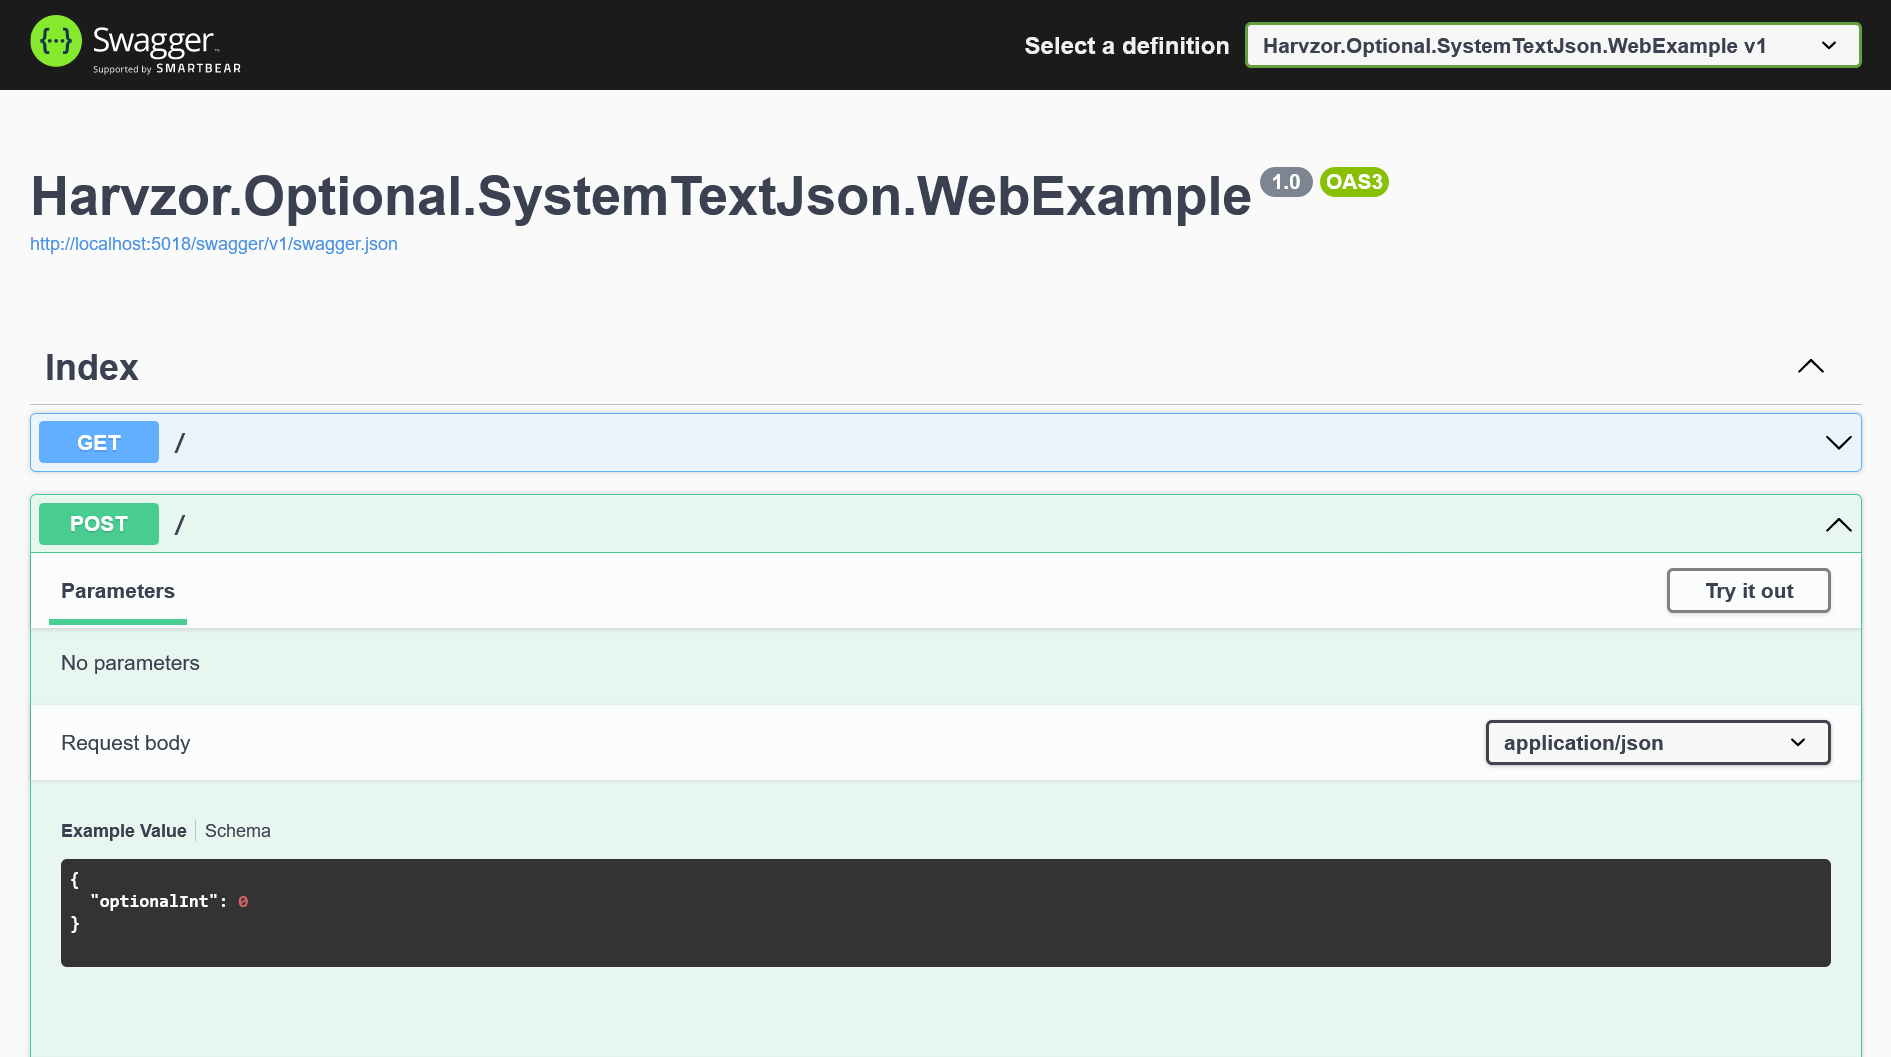 {...} Swagger™
Supported by SMARTBEAR
Select a definition
Harvzor.Optional.SystemTextJson.WebExample v1
Harvzor.Optional.SystemTextJson.WebExample 1.0 OAS3
http://localhost:5018/swagger/v1/swagger.json
Index
GET /
POST /
Parameters
Try it out
No parameters
Request body
application/json
Example Value Schema
{
"optionalInt": 0
}